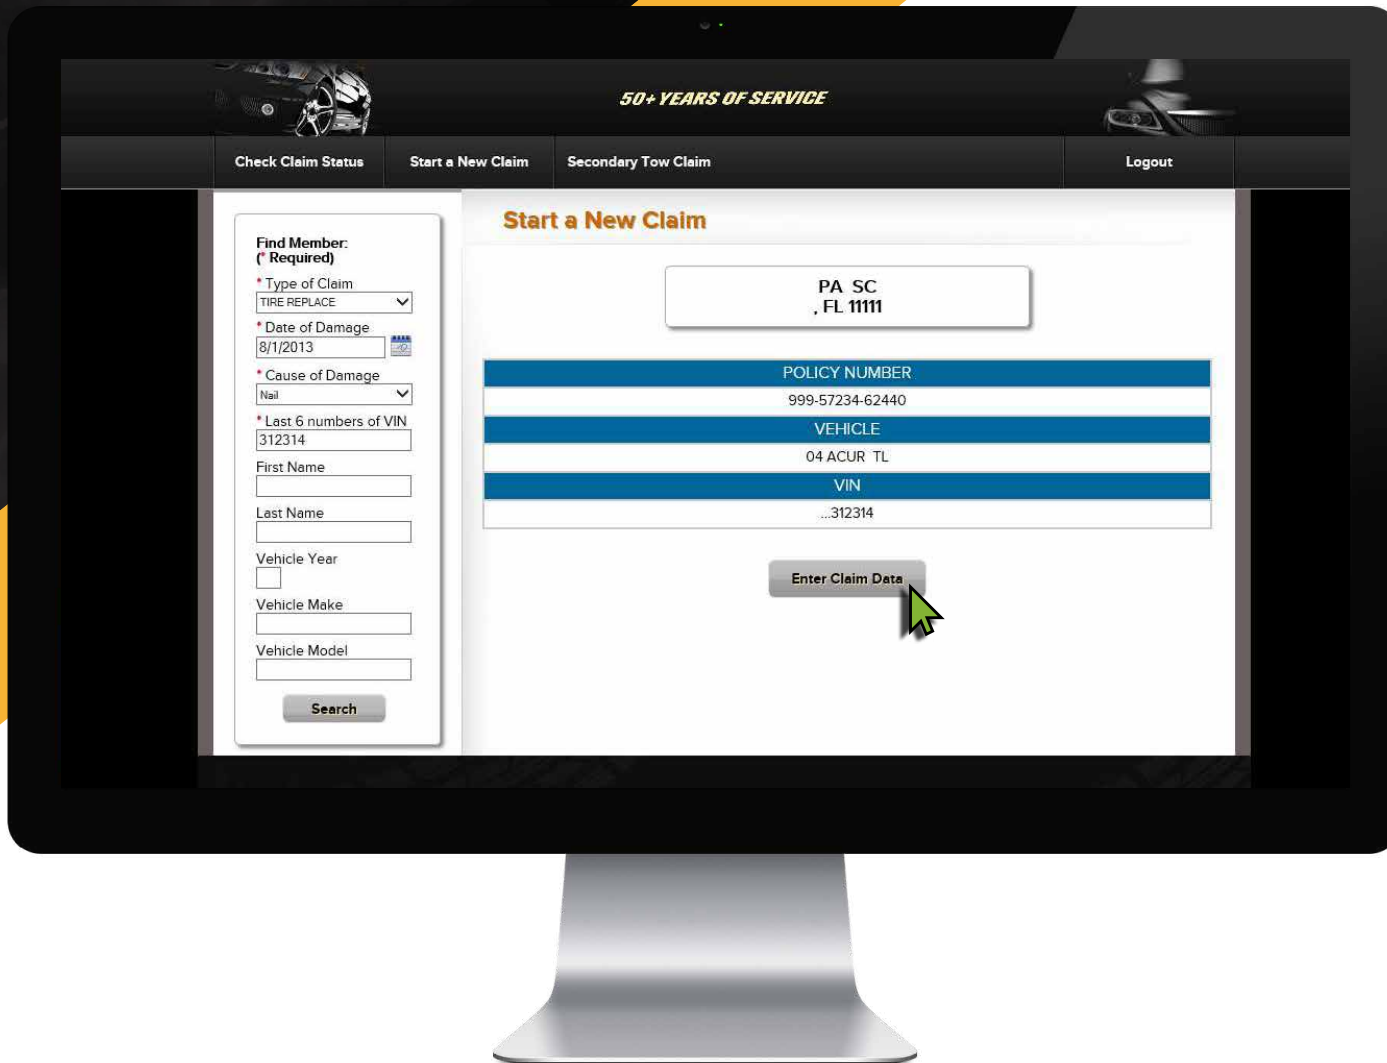 50+ YEARS OF SERVICE
Check Claim Status
Start a New Claim
Secondary Tow Claim
Logout
Find Member:
(* Required)
* Type of Claim
TIRE REPLACE
* Date of Damage
8/1/2013
* Cause of Damage
Nail
* Last 6 numbers of VIN
312314
First Name
Last Name
Vehicle Year
Vehicle Make
Vehicle Model
Search
Start a New Claim
PA SC
, FL 11111
POLICY NUMBER
999-57234-62440
VEHICLE
04 ACUR TL
VIN
...312314
Enter Claim Data